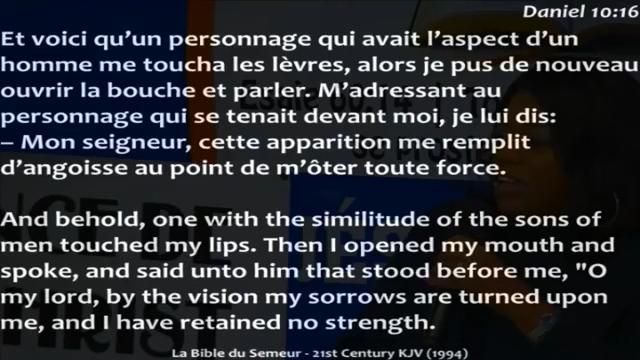 Daniel 10:16
Et voici qu'un personnage qui avait l'aspect d'un
homme me toucha les lèvres, alors je pus de nouveau
ouvrir la bouche et parler. M'adressant au
personnage qui se tenait devant moi, je lui dis:
– Mon seigneur, cette apparition me remplit
d'angoisse au point de m'ôter toute force.
And behold, one with the similitude of the sons of
men touched my lips. Then I opened my mouth and
spoke, and said unto him that stood before me, "O
my lord, by the vision my sorrows are turned upon
me, and I have retained no strength.
La Bible du Semeur - 21st Century KJV (1994)